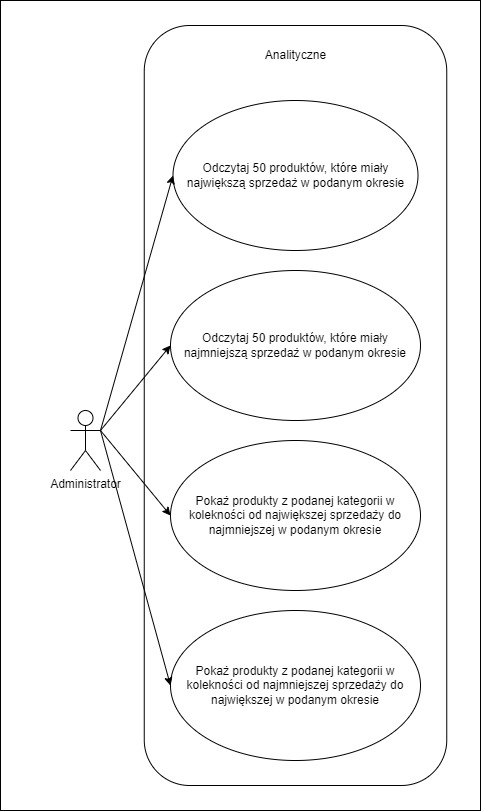 Analityczne
Odczytaj 50 produktów, które miały
największą sprzedaż w podanym okresie
Odczytaj 50 produktów, które miały
najmniejszą sprzedaż w podanym okresie
Administrator
Pokaż produkty z podanej kategorii w
kolekności od największej sprzedaży do
najmniejszej w podanym okresie
Pokaż produkty z podanej kategorii w
kolekności od najmniejszej sprzedaży do
największej w podanym okresie